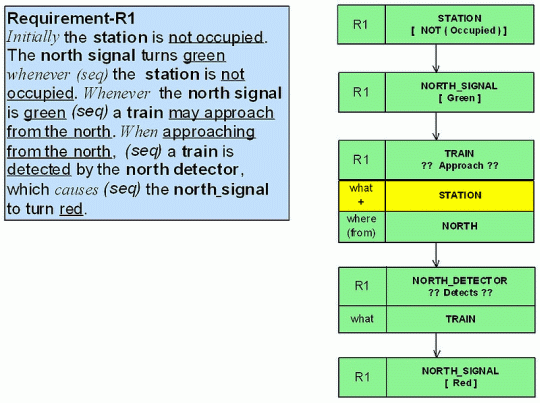 Requirement-R1
Initially the station is not occupied.
The north signal turns green
whenever (seq) the station is not
occupied. Whenever the north signal
is green (seq) a train may approach
from the north. When approaching
from the north, (seq) a train is
detected by the north detector,
which causes (seq) the north_signal
to turn red.
R1
STATION
[ NOT ( Occupied ) ]
R1
NORTH_SIGNAL
[ Green ]
R1
TRAIN
?? Approach ??
what
+
STATION
where
(from)
NORTH
R1
NORTH_DETECTOR
?? Detects ??
what
TRAIN
R1
NORTH_SIGNAL
[ Red ]